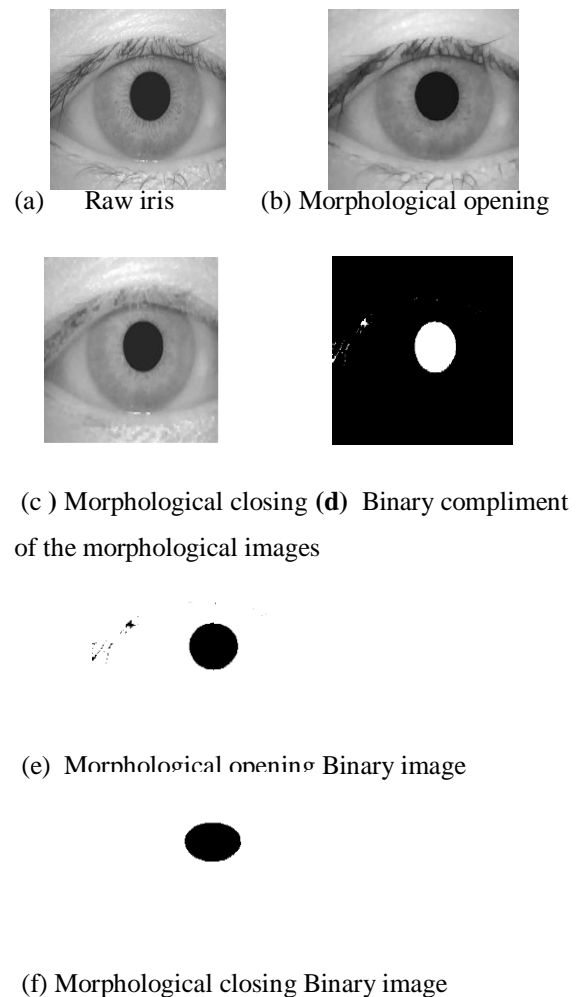 (a) Raw iris (b) Morphological opening
(c ) Morphological closing (d) Binary compliment
of the morphological images
(e) Morphological opening Binary image
(f) Morphological closing Binary image